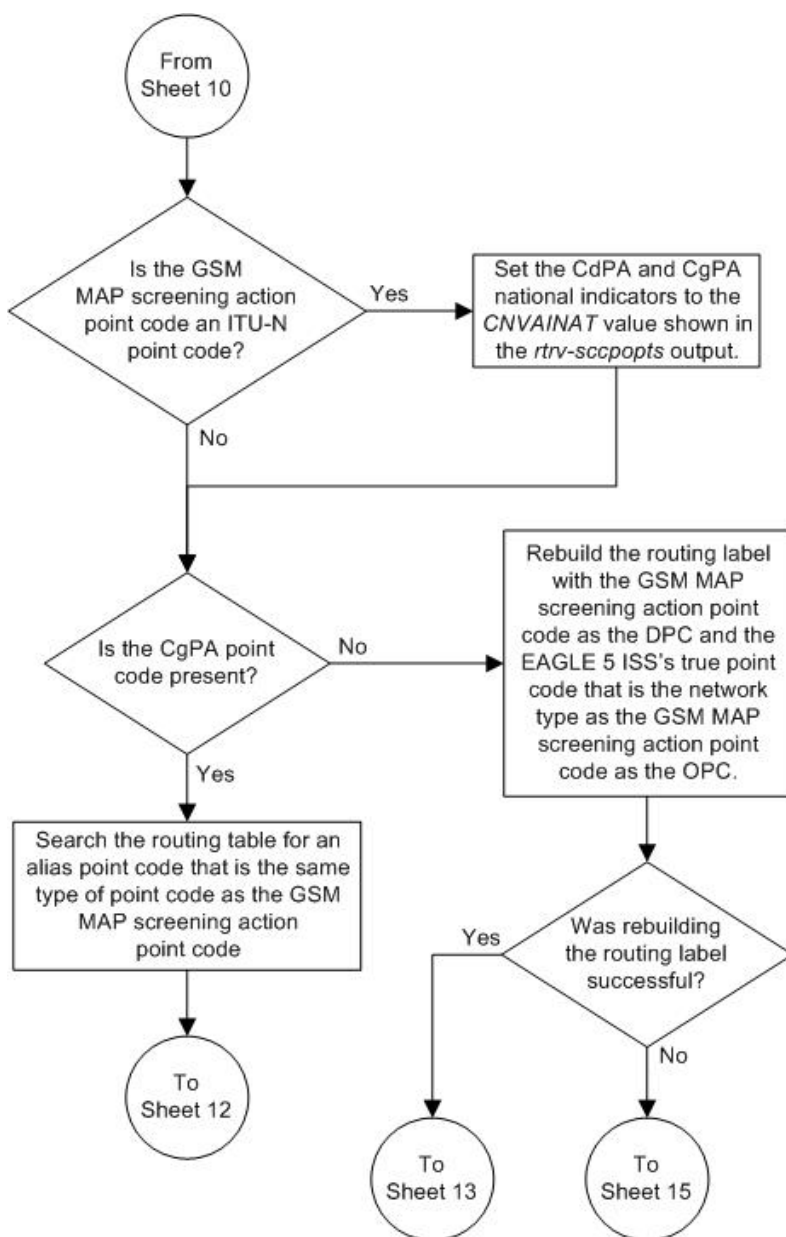 From
Sheet 10
Is the GSM
MAP screening action
point code an ITU-N
point code?
Yes
Set the CdPA and CgPA
national indicators to the
CNVAINAT value shown in
the rtrv-sccpopts output.
No
Is the CgPA point
code present?
No
Rebuild the routing label
with the GSM MAP
screening action point
code as the DPC and the
EAGLE 5 ISS's true point
code that is the network
type as the GSM MAP
screening action point
code as the OPC.
Yes
Search the routing table for an
alias point code that is the same
type of point code as the GSM
MAP screening action
point code
Was rebuilding
the routing label
successful?
Yes
No
To
Sheet 12
To
Sheet 13
To
Sheet 15